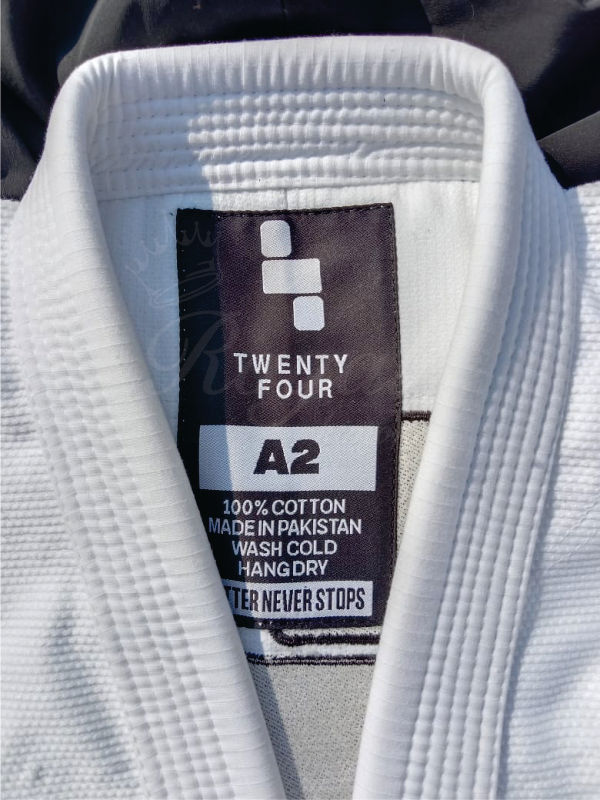 TWENTY
FOUR
A2
100% COTTON
MADE IN PAKISTAN
WASH COLD
HANG DRY
NEVER STOPS